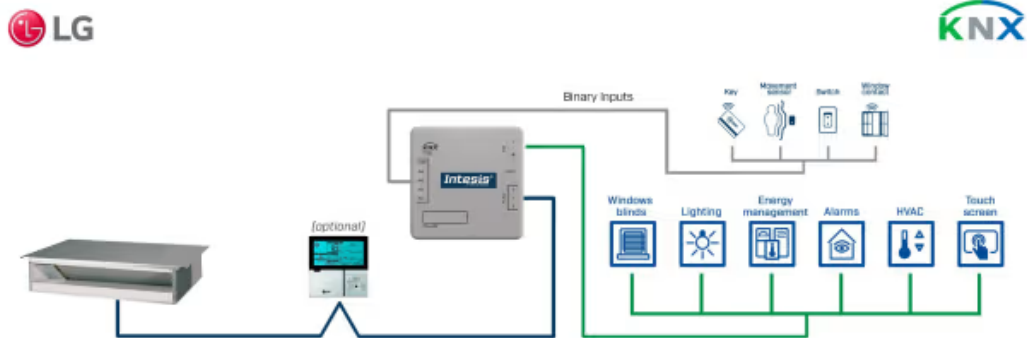 LG
KNX
Binary Inputs
Key
Movement
sensor
Switch
Window
contact
Intesis
[optional]
Windows
blinds
Lighting
Energy
management
Alarms
HVAC
Touch
screen